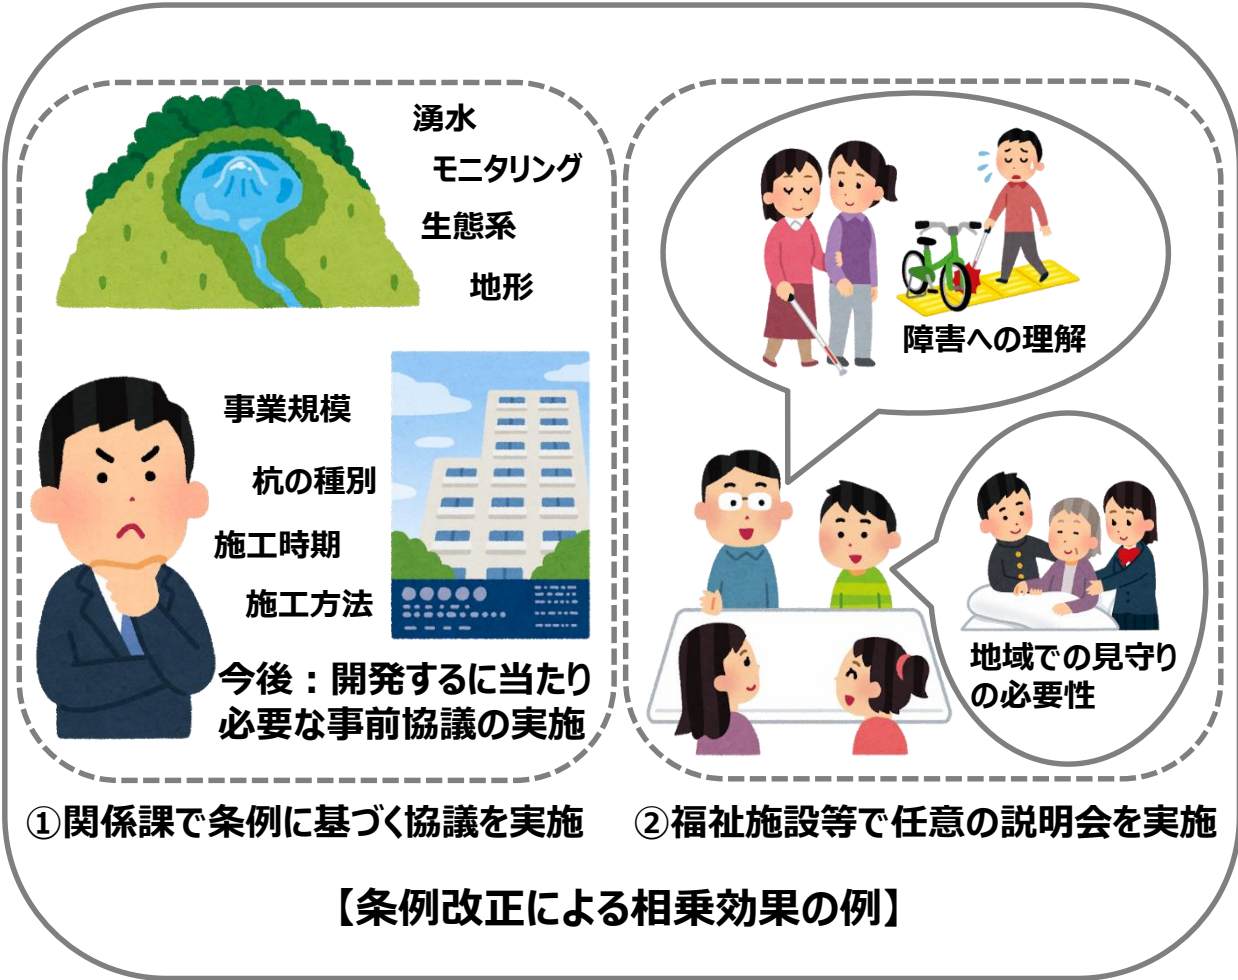 湧水
モニタリング
生態系
地形
事業規模
杭の種別
施工時期
施工方法
今後：開発するに当たり
必要な事前協議の実施
障害への理解
地域での見守り
の必要性
①関係課で条例に基づく協議を実施
②福祉施設等で任意の説明会を実施
【条例改正による相乗効果の例】